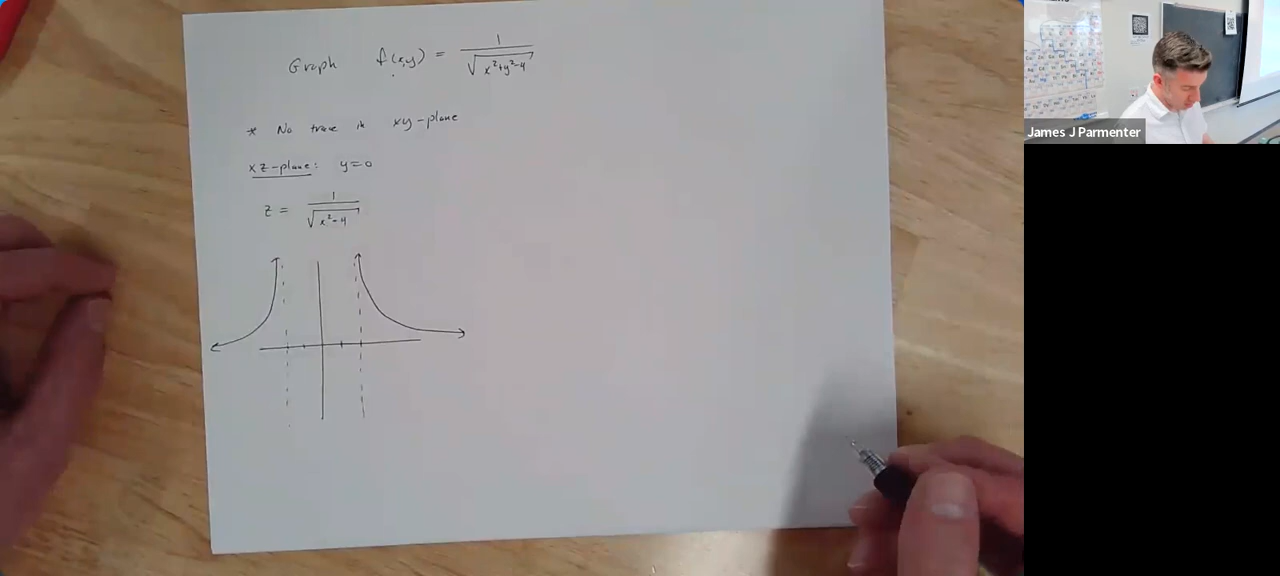 Graph f(x,y) = 1/√(x²+y²-4)
* No trace in xy-plane
xz-plane: y=0
z = 1/√(x²-4)
James J Parmenter